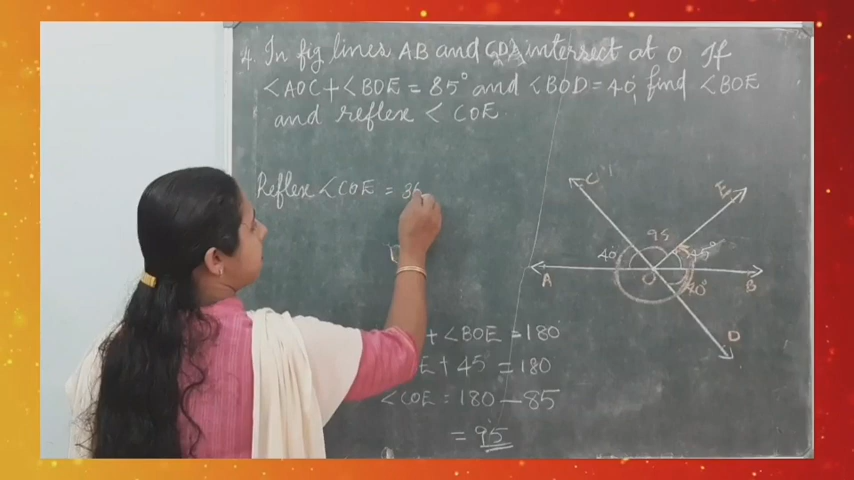 4. In fig lines AB and CD intersect at O If
∠AOC+∠BOE = 85° and ∠BOD = 40°, find ∠BOE
and reflex ∠ COE.
Reflex ∠COE = 36
C
E
95
40°
45°
A
O
40°
B
D
+ ∠BOE = 180°
E + 45° = 180
∠COE = 180 - 85
= 95